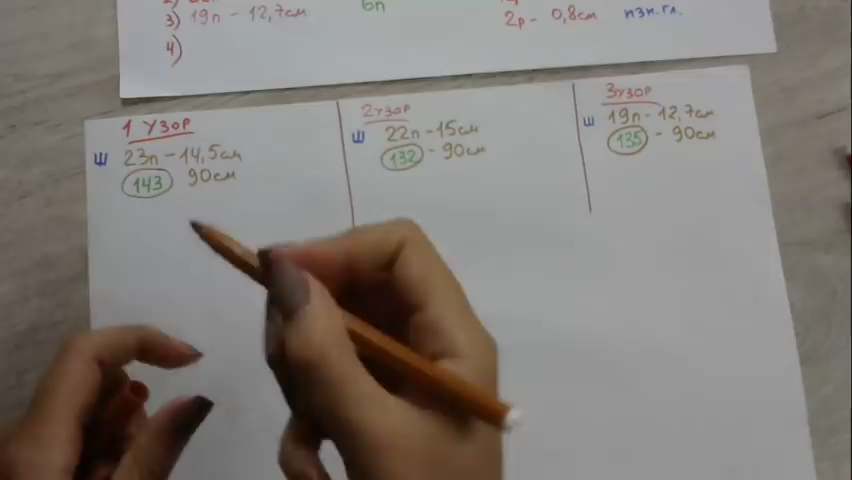 3) 19п - 12,7см
6п
2р - 0,8см изн.гл.
4)
1 УЗОР
Ш 23п - 14,5см
143 90см
2 УЗОР
Ш 22п - 15см
132 - 90см
3 УЗОР
Ш 19п - 12,7см
135 - 90см